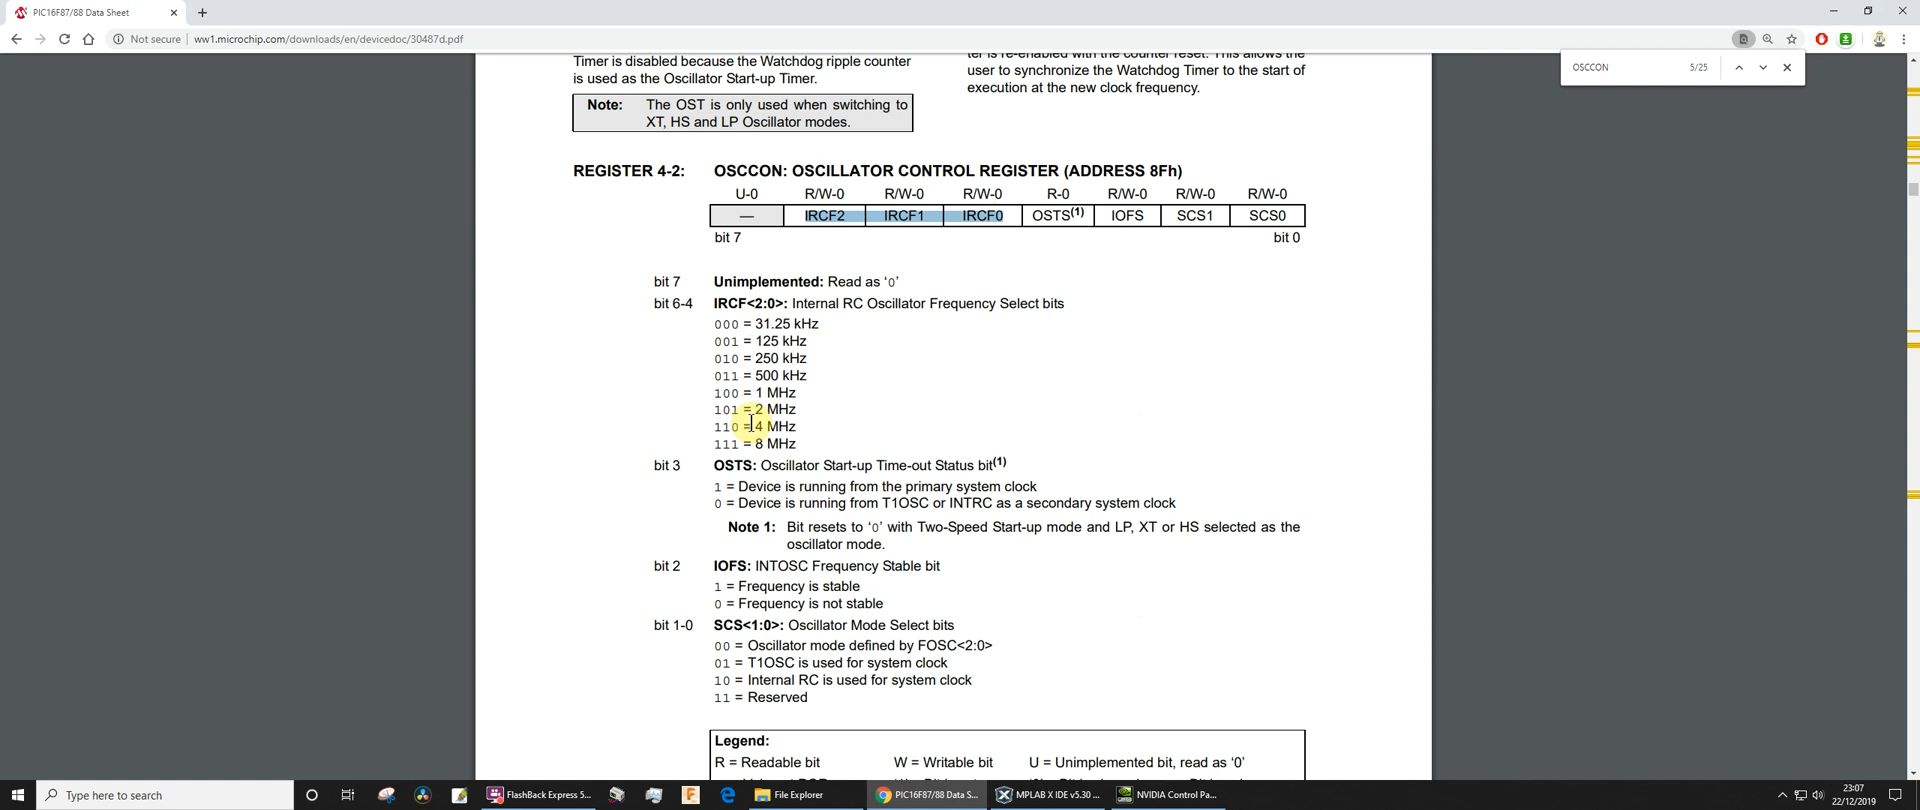 PIC16F87/88 Data Sheet
Not secure
ww1.microchip.com/downloads/en/devicedoc/30487d.pdf
OSCCON
5/25
Timer is disabled because the Watchdog ripple counter
is used as the Oscillator Start-up Timer.
Note: The OST is only used when switching to
XT, HS and LP Oscillator modes.
ter is re-enabled with the counter reset. This allows the
user to synchronize the Watchdog Timer to the start of
execution at the new clock frequency.
REGISTER 4-2: OSCCON: OSCILLATOR CONTROL REGISTER (ADDRESS 8Fh)
U-0 R/W-0 R/W-0 R/W-0 R-0 R/W-0 R/W-0 R/W-0
— IRCF2 IRCF1 IRCF0 OSTS(1) IOFS SCS1 SCS0
bit 7 bit 0
bit 7 Unimplemented: Read as ‘0’
bit 6-4 IRCF<2:0>: Internal RC Oscillator Frequency Select bits
000 = 31.25 kHz
001 = 125 kHz
010 = 250 kHz
011 = 500 kHz
100 = 1 MHz
101 = 2 MHz
110 = 4 MHz
111 = 8 MHz
bit 3 OSTS: Oscillator Start-up Time-out Status bit(1)
1 = Device is running from the primary system clock
0 = Device is running from T1OSC or INTRC as a secondary system clock
Note 1: Bit resets to ‘0’ with Two-Speed Start-up mode and LP, XT or HS selected as the
oscillator mode.
bit 2 IOFS: INTOSC Frequency Stable bit
1 = Frequency is stable
0 = Frequency is not stable
bit 1-0 SCS<1:0>: Oscillator Mode Select bits
00 = Oscillator mode defined by FOSC<2:0>
01 = T1OSC is used for system clock
10 = Internal RC is used for system clock
11 = Reserved
Legend:
R = Readable bit W = Writable bit U = Unimplemented bit, read as ‘0’
Type here to search
FlashBack Express 5...
File Explorer
PIC16F87/88 Data S...
MPLAB X IDE v5.30 ...
NVIDIA Control Pa...
23:07
22/12/2019